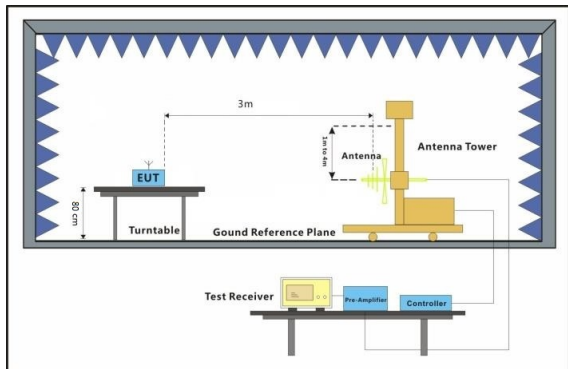 3m
1m to 4m
Antenna
Antenna Tower
EUT
80 cm
Turntable
Gound Reference Plane
Test Receiver
Pre-Amplifier
Controller